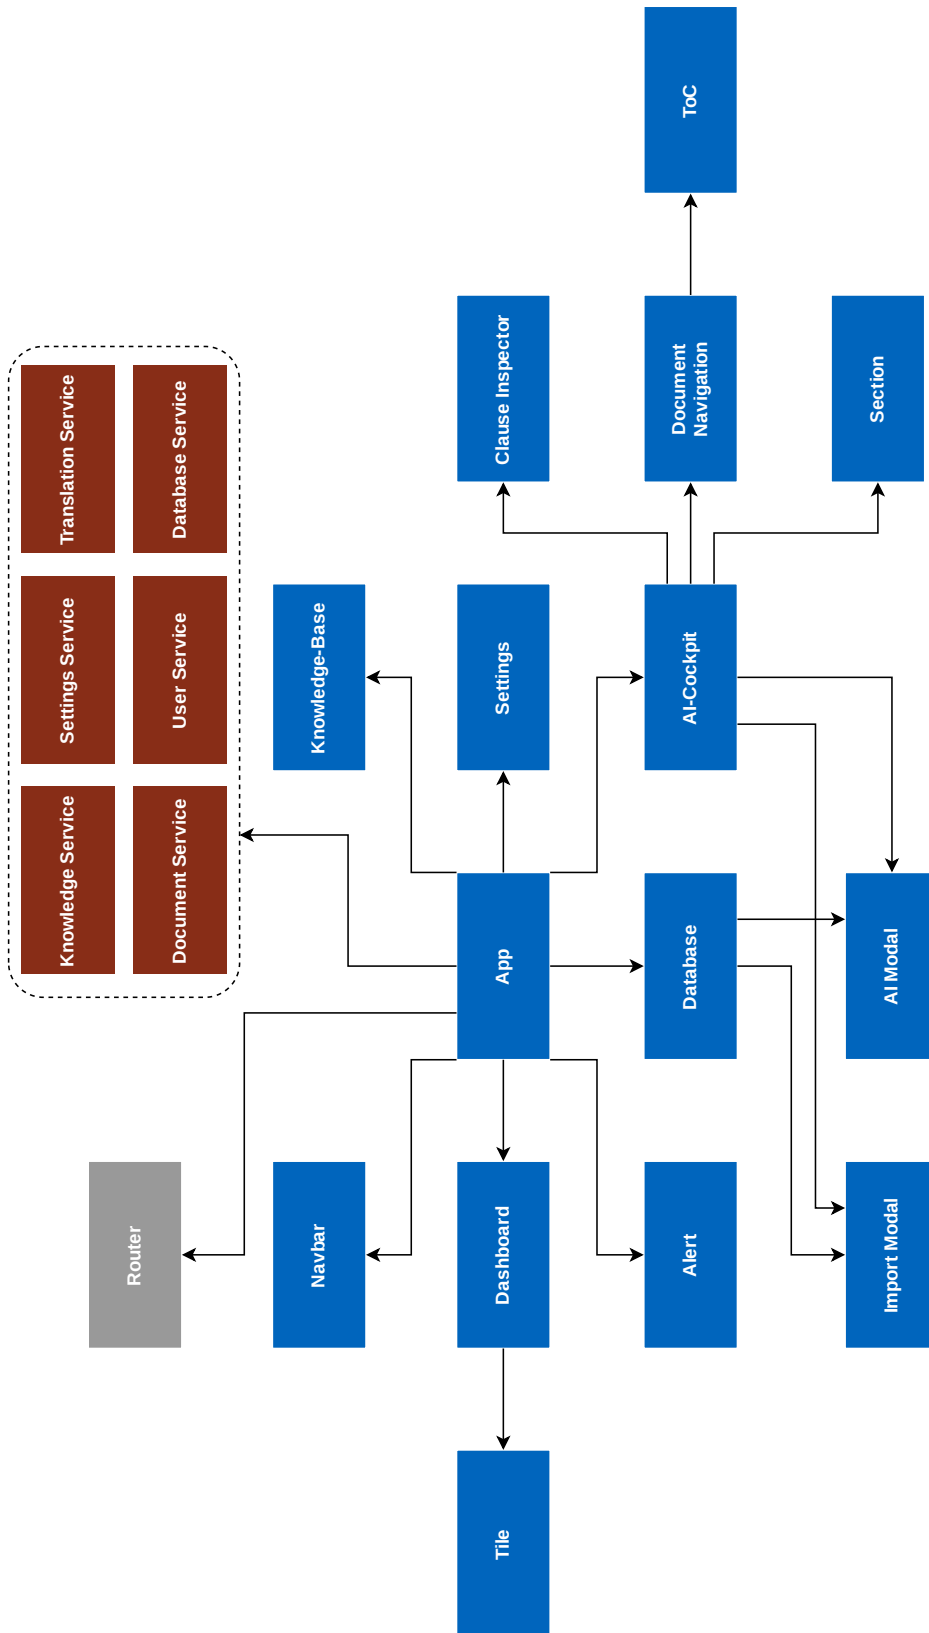 Router
Knowledge Service
Settings Service
Translation Service
Document Service
User Service
Database Service
Navbar
Knowledge-Base
Tile
Dashboard
App
Settings
Clause Inspector
Alert
Database
AI-Cockpit
Document
Navigation
ToC
Import Modal
AI Modal
Section